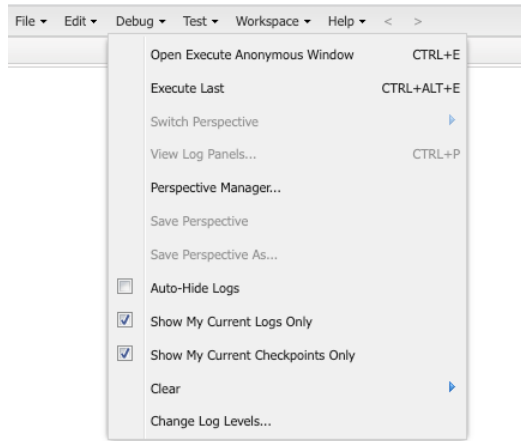 File ▾ Edit ▾ Debug ▾ Test ▾ Workspace ▾ Help ▾ < >
Open Execute Anonymous Window CTRL+E
Execute Last CTRL+ALT+E
Switch Perspective
View Log Panels... CTRL+P
Perspective Manager...
Save Perspective
Save Perspective As...
Auto-Hide Logs
Show My Current Logs Only
Show My Current Checkpoints Only
Clear
Change Log Levels...